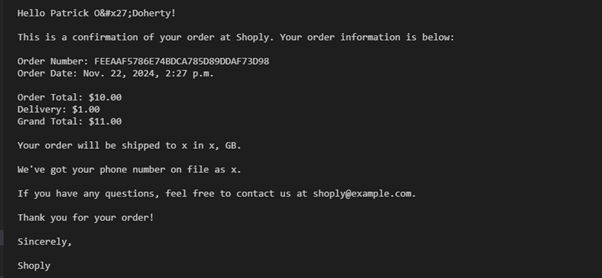 Hello Patrick O&#x27;Doherty!
This is a confirmation of your order at Shoply. Your order information is below:
Order Number: FEEAAF5786E74BDCA785D89DDAF73D98
Order Date: Nov. 22, 2024, 2:27 p.m.
Order Total: $10.00
Delivery: $1.00
Grand Total: $11.00
Your order will be shipped to x in x, GB.
We've got your phone number on file as x.
If you have any questions, feel free to contact us at shoply@example.com.
Thank you for your order!
Sincerely,
Shoply